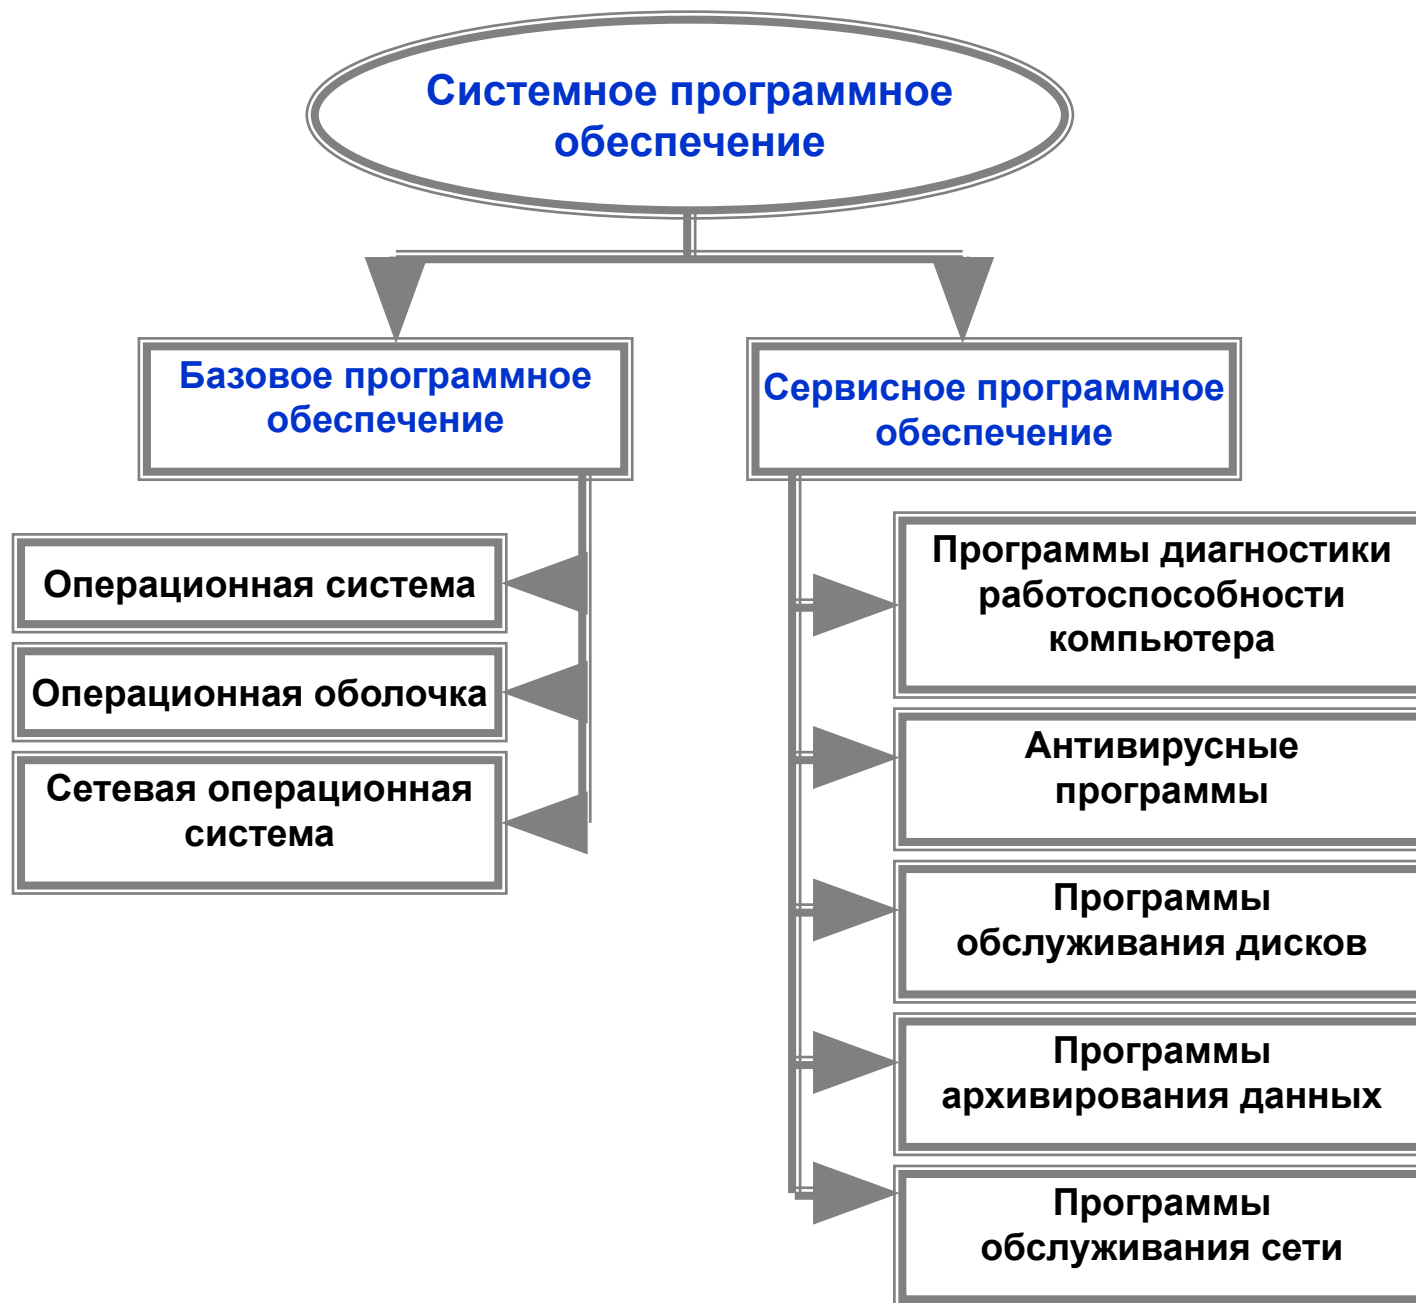 Системное программное
обеспечение
Базовое программное
обеспечение
Операционная система
Операционная оболочка
Сетевая операционная
система
Сервисное программное
обеспечение
Программы диагностики
работоспособности
компьютера
Антивирусные
программы
Программы
обслуживания дисков
Программы
архивирования данных
Программы
обслуживания сети